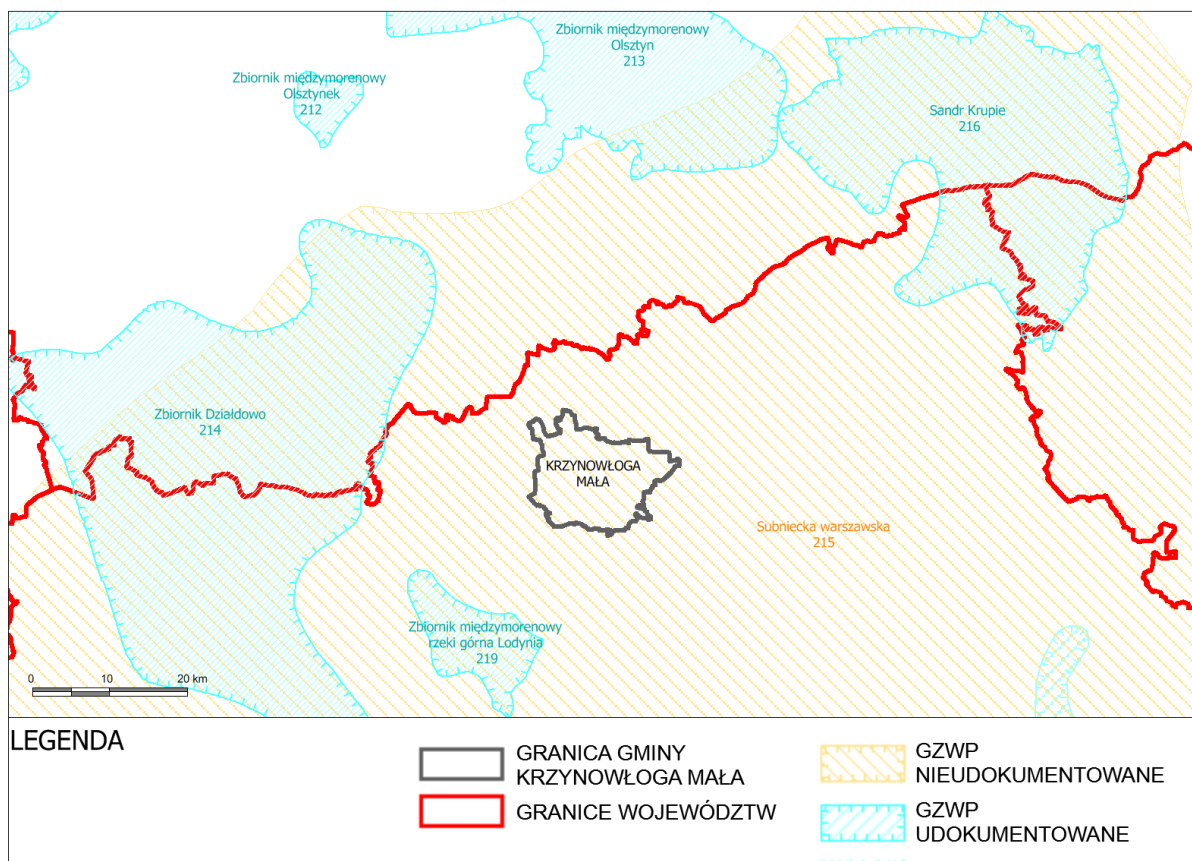 Zbiornik międzymorenowy
Olsztyn
213
Zbiornik międzymorenowy
Olsztynek
212
Sandr Krupie
216
Zbiornik Działdowo
214
KRZYNOWŁOGA
MAŁA
Subniecka warszawska
215
Zbiornik międzymorenowy
rzeki górna Lodynia
219
0 10 20 km
LEGENDA
GRANICA GMINY
KRZYNOWŁOGA MAŁA
GRANICE WOJEWÓDZTW
GZWP
NIEUDOKUMENTOWANE
GZWP
UDOKUMENTOWANE